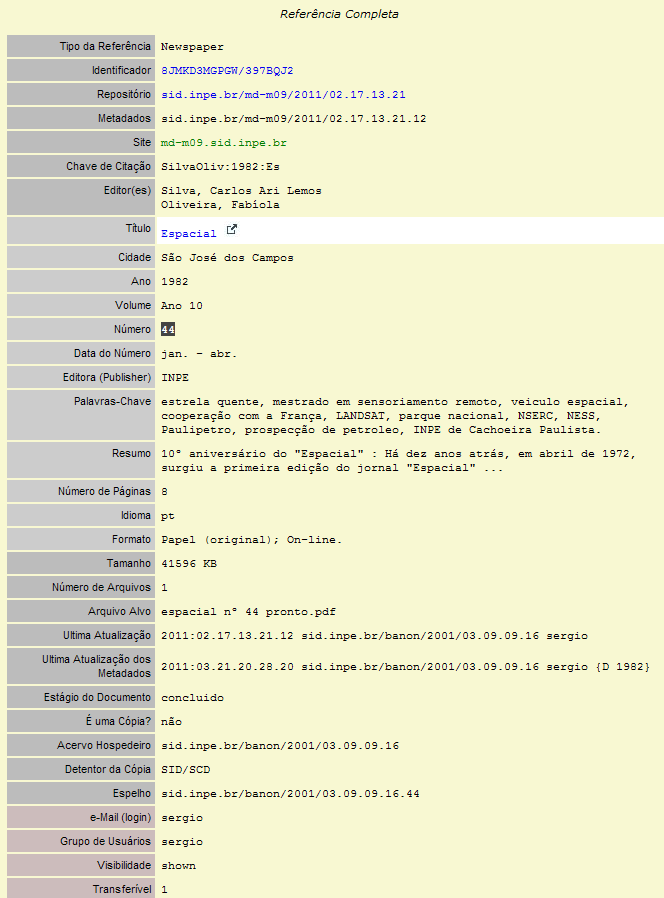 Referência Completa
Tipo da Referência Newspaper
Identificador 8JMKD3MGPGW/397BQJ2
Repositório sid.inpe.br/md-m09/2011/02.17.13.21
Metadados sid.inpe.br/md-m09/2011/02.17.13.21.12
Site md-m09.sid.inpe.br
Chave de Citação SilvaOliv:1982:Es
Editor(es) Silva, Carlos Ari Lemos
Oliveira, Fabíola
Título Espacial
Cidade São José dos Campos
Ano 1982
Volume Ano 10
Número 44
Data do Número jan. - abr.
Editora (Publisher) INPE
Palavras-Chave estrela quente, mestrado em sensoriamento remoto, veiculo espacial,
cooperação com a França, LANDSAT, parque nacional, NSERC, NESS,
Paulipetro, prospecção de petroleo, INPE de Cachoeira Paulista.
Resumo 10º aniversário do "Espacial" : Há dez anos atrás, em abril de 1972,
surgiu a primeira edição do jornal "Espacial" ...
Número de Páginas 8
Idioma pt
Formato Papel (original); On-line.
Tamanho 41596 KB
Número de Arquivos 1
Arquivo Alvo espacial nº 44 pronto.pdf
Ultima Atualização 2011:02.17.13.21.12 sid.inpe.br/banon/2001/03.09.09.16 sergio
Ultima Atualização dos
Metadados 2011:03.21.20.28.20 sid.inpe.br/banon/2001/03.09.09.16 sergio {D 1982}
Estágio do Documento concluido
É uma Cópia? não
Acervo Hospedeiro sid.inpe.br/banon/2001/03.09.09.16
Detentor da Cópia SID/SCD
Espelho sid.inpe.br/banon/2001/03.09.09.16.44
e-Mail (login) sergio
Grupo de Usuários sergio
Visibilidade shown
Transferível 1